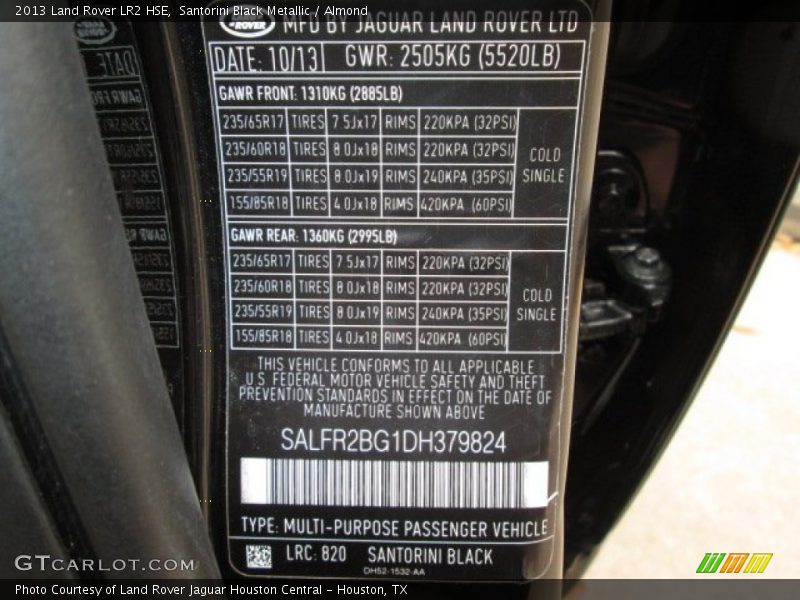 2013 Land Rover LR2 HSE, Santorini Black Metallic / Almond
ROVER MFD BY JAGUAR LAND ROVER LTD
DATE: 10/13 GWR: 2505KG (5520LB)
GAWR FRONT: 1310KG (2885LB)
235/65R17 TIRES 7.5Jx17 RIMS 220KPA (32PSI)
235/60R18 TIRES 8.0Jx18 RIMS 220KPA (32PSI)
235/55R19 TIRES 8.0Jx19 RIMS 240KPA (35PSI)
155/85R18 TIRES 4.0Jx18 RIMS 420KPA (60PSI)
COLD
SINGLE
GAWR REAR: 1360KG (2995LB)
235/65R17 TIRES 7.5Jx17 RIMS 220KPA (32PSI)
235/60R18 TIRES 8.0Jx18 RIMS 220KPA (32PSI)
235/55R19 TIRES 8.0Jx19 RIMS 240KPA (35PSI)
155/85R18 TIRES 4.0Jx18 RIMS 420KPA (60PSI)
COLD
SINGLE
THIS VEHICLE CONFORMS TO ALL APPLICABLE
U.S. FEDERAL MOTOR VEHICLE SAFETY AND THEFT
PREVENTION STANDARDS IN EFFECT ON THE DATE OF
MANUFACTURE SHOWN ABOVE
SALFR2BG1DH379824
TYPE: MULTI-PURPOSE PASSENGER VEHICLE
LRC: 820 SANTORINI BLACK
DH52-1532-AA
GTCARLOT.COM
Photo Courtesy of Land Rover Jaguar Houston Central - Houston, TX